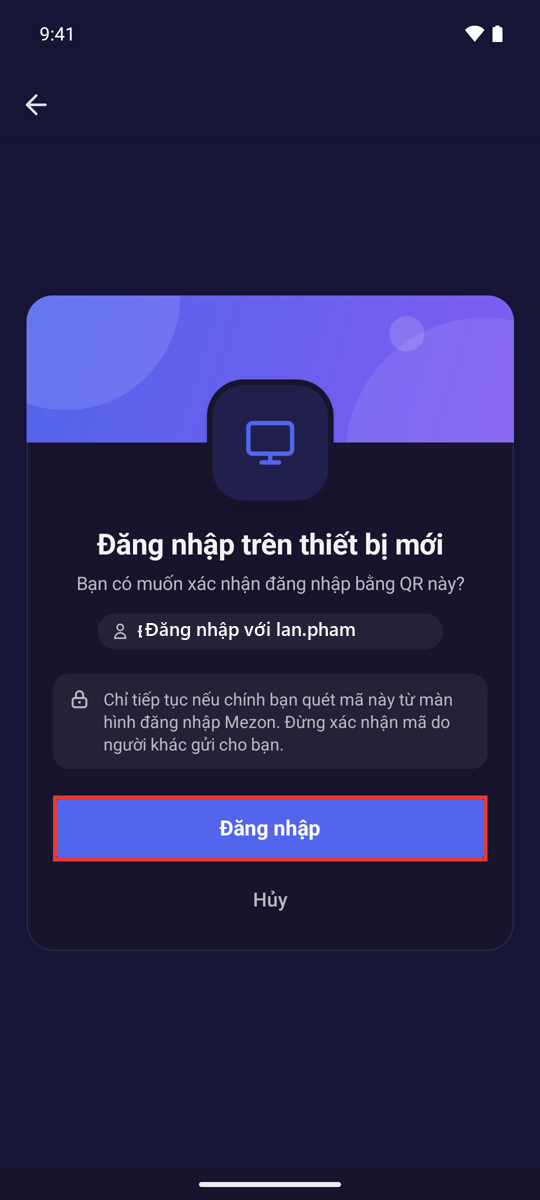 9:41
Đăng nhập trên thiết bị mới
Bạn có muốn xác nhận đăng nhập bằng QR này?
Đăng nhập với lan.pham
Chỉ tiếp tục nếu chính bạn quét mã này từ màn
hình đăng nhập Mezon. Đừng xác nhận mã do
người khác gửi cho bạn.
Đăng nhập
Hủy